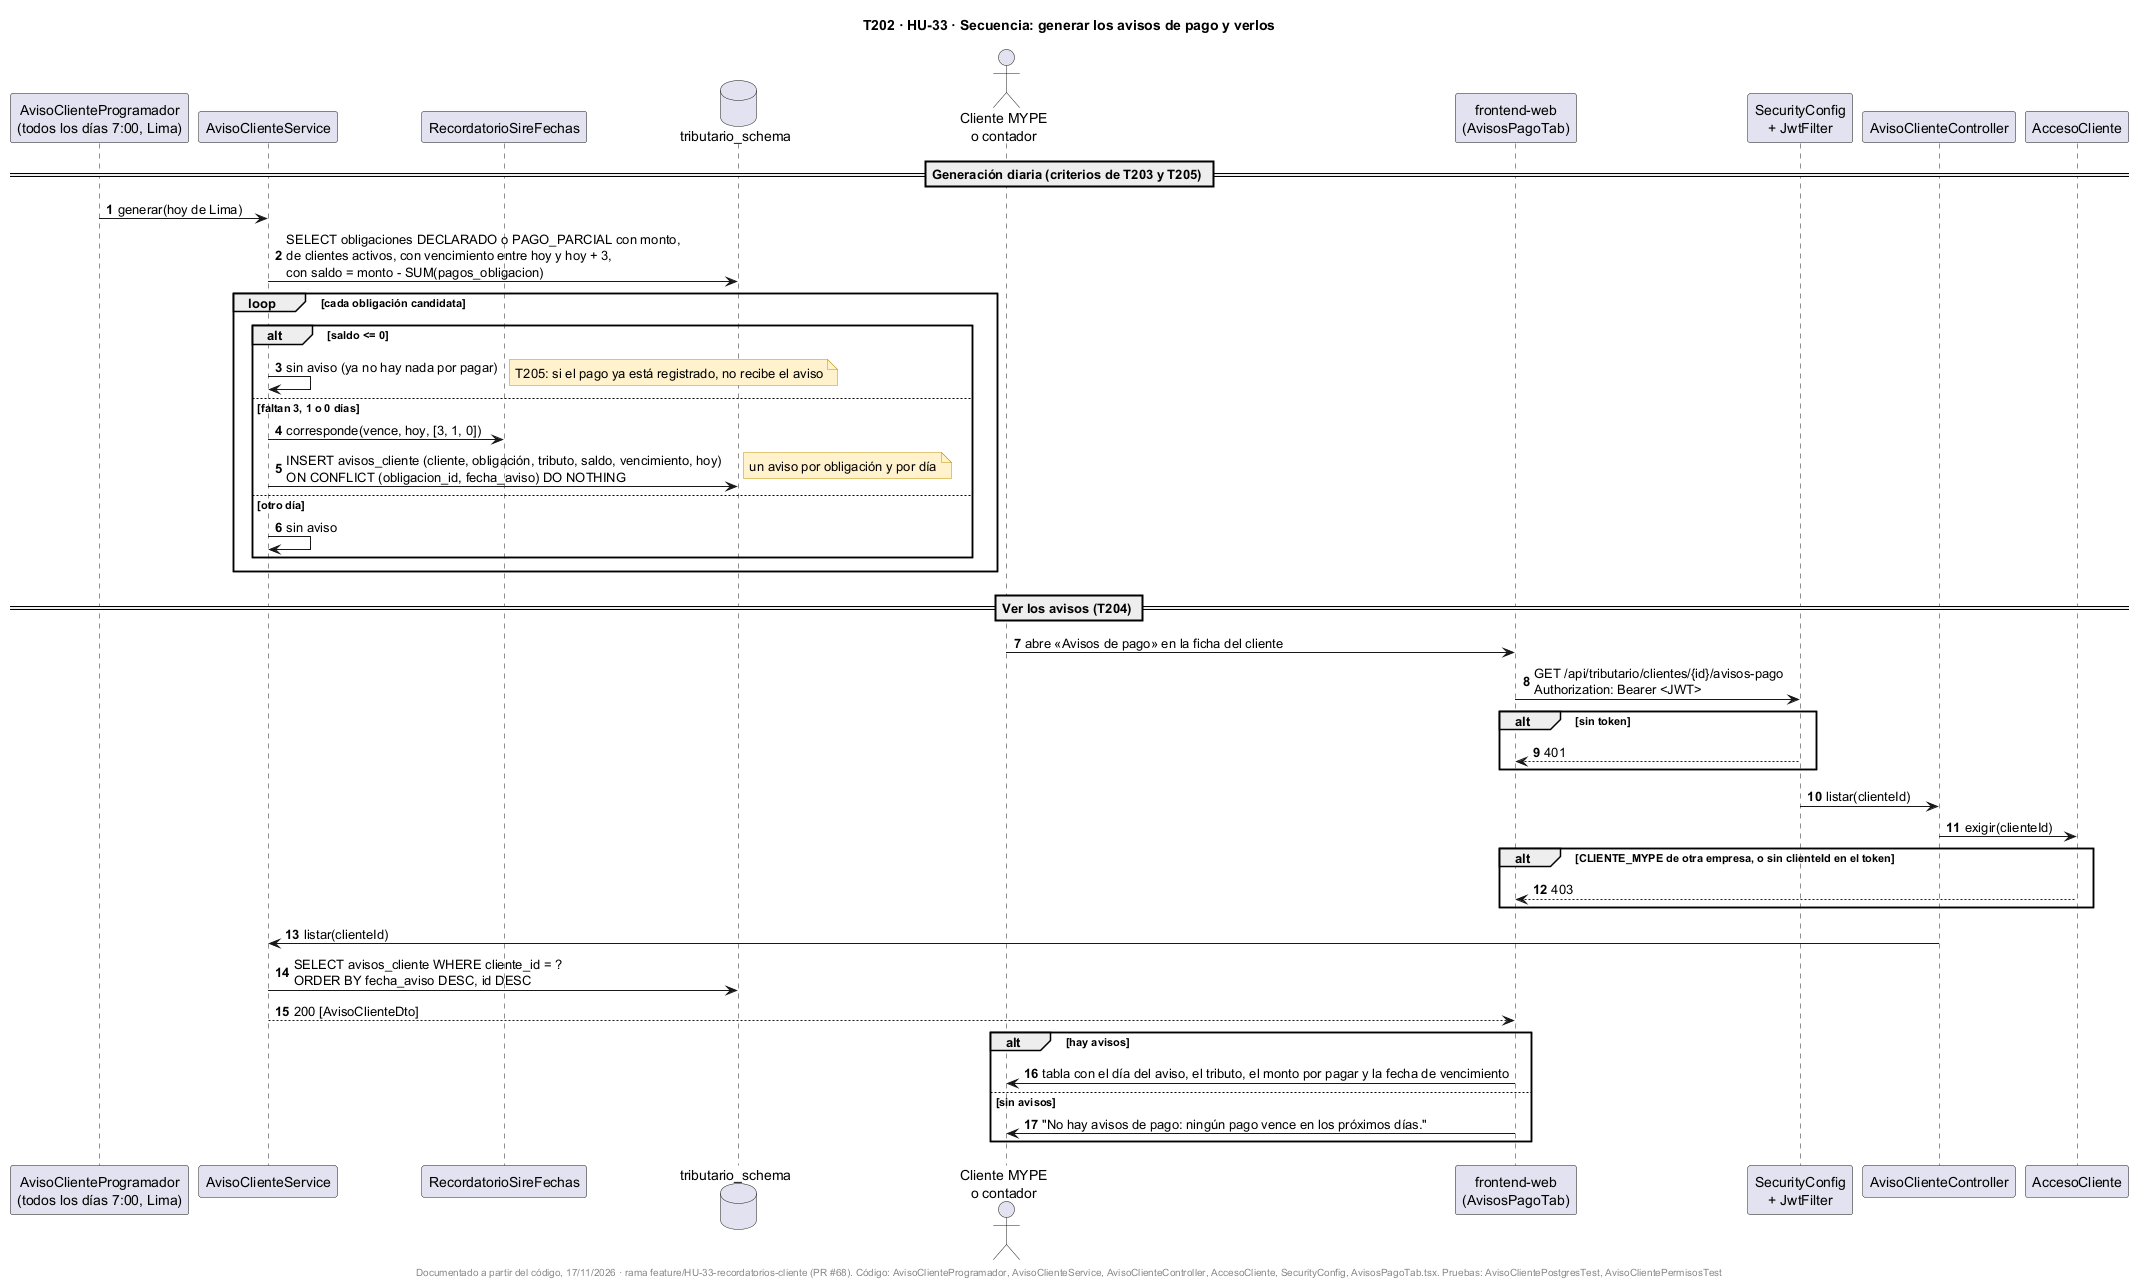 T202 · HU-33 · Secuencia: generar los avisos de pago y verlos
AvisoClienteProgramador
(todos los días 7:00, Lima)
AvisoClienteService
RecordatorioSireFechas
tributario_schema
Cliente MYPE
o contador
frontend-web
(AvisosPagoTab)
SecurityConfig
+ JwtFilter
AvisoClienteController
AccesoCliente
Generación diaria (criterios de T203 y T205)
1 generar(hoy de Lima)
SELECT obligaciones DECLARADO o PAGO_PARCIAL con monto,
2 de clientes activos, con vencimiento entre hoy y hoy + 3,
con saldo = monto - SUM(pagos_obligacion)
loop [cada obligación candidata]
alt [saldo <= 0]
3 sin aviso (ya no hay nada por pagar)
T205: si el pago ya está registrado, no recibe el aviso
[faltan 3, 1 o 0 días]
4 corresponde(vence, hoy, [3, 1, 0])
5 INSERT avisos_cliente (cliente, obligación, tributo, saldo, vencimiento, hoy)
ON CONFLICT (obligacion_id, fecha_aviso) DO NOTHING
un aviso por obligación y por día
[otro día]
6 sin aviso
Ver los avisos (T204)
7 abre «Avisos de pago» en la ficha del cliente
8 GET /api/tributario/clientes/{id}/avisos-pago
Authorization: Bearer <JWT>
alt [sin token]
9 401
10 listar(clienteId)
11 exigir(clienteId)
alt [CLIENTE_MYPE de otra empresa, o sin clienteId en el token]
12 403
13 listar(clienteId)
14 SELECT avisos_cliente WHERE cliente_id = ?
ORDER BY fecha_aviso DESC, id DESC
15 200 [AvisoClienteDto]
alt [hay avisos]
16 tabla con el día del aviso, el tributo, el monto por pagar y la fecha de vencimiento
[sin avisos]
17 "No hay avisos de pago: ningún pago vence en los próximos días."
AvisoClienteProgramador
(todos los días 7:00, Lima)
AvisoClienteService
RecordatorioSireFechas
tributario_schema
Cliente MYPE
o contador
frontend-web
(AvisosPagoTab)
SecurityConfig
+ JwtFilter
AvisoClienteController
AccesoCliente
Documentado a partir del código, 17/11/2026 · rama feature/HU-33-recordatorios-cliente (PR #68). Código: AvisoClienteProgramador, AvisoClienteService, AvisoClienteController, AccesoCliente, SecurityConfig, AvisosPagoTab.tsx. Pruebas: AvisoClientePostgresTest, AvisoClientePermisosTest